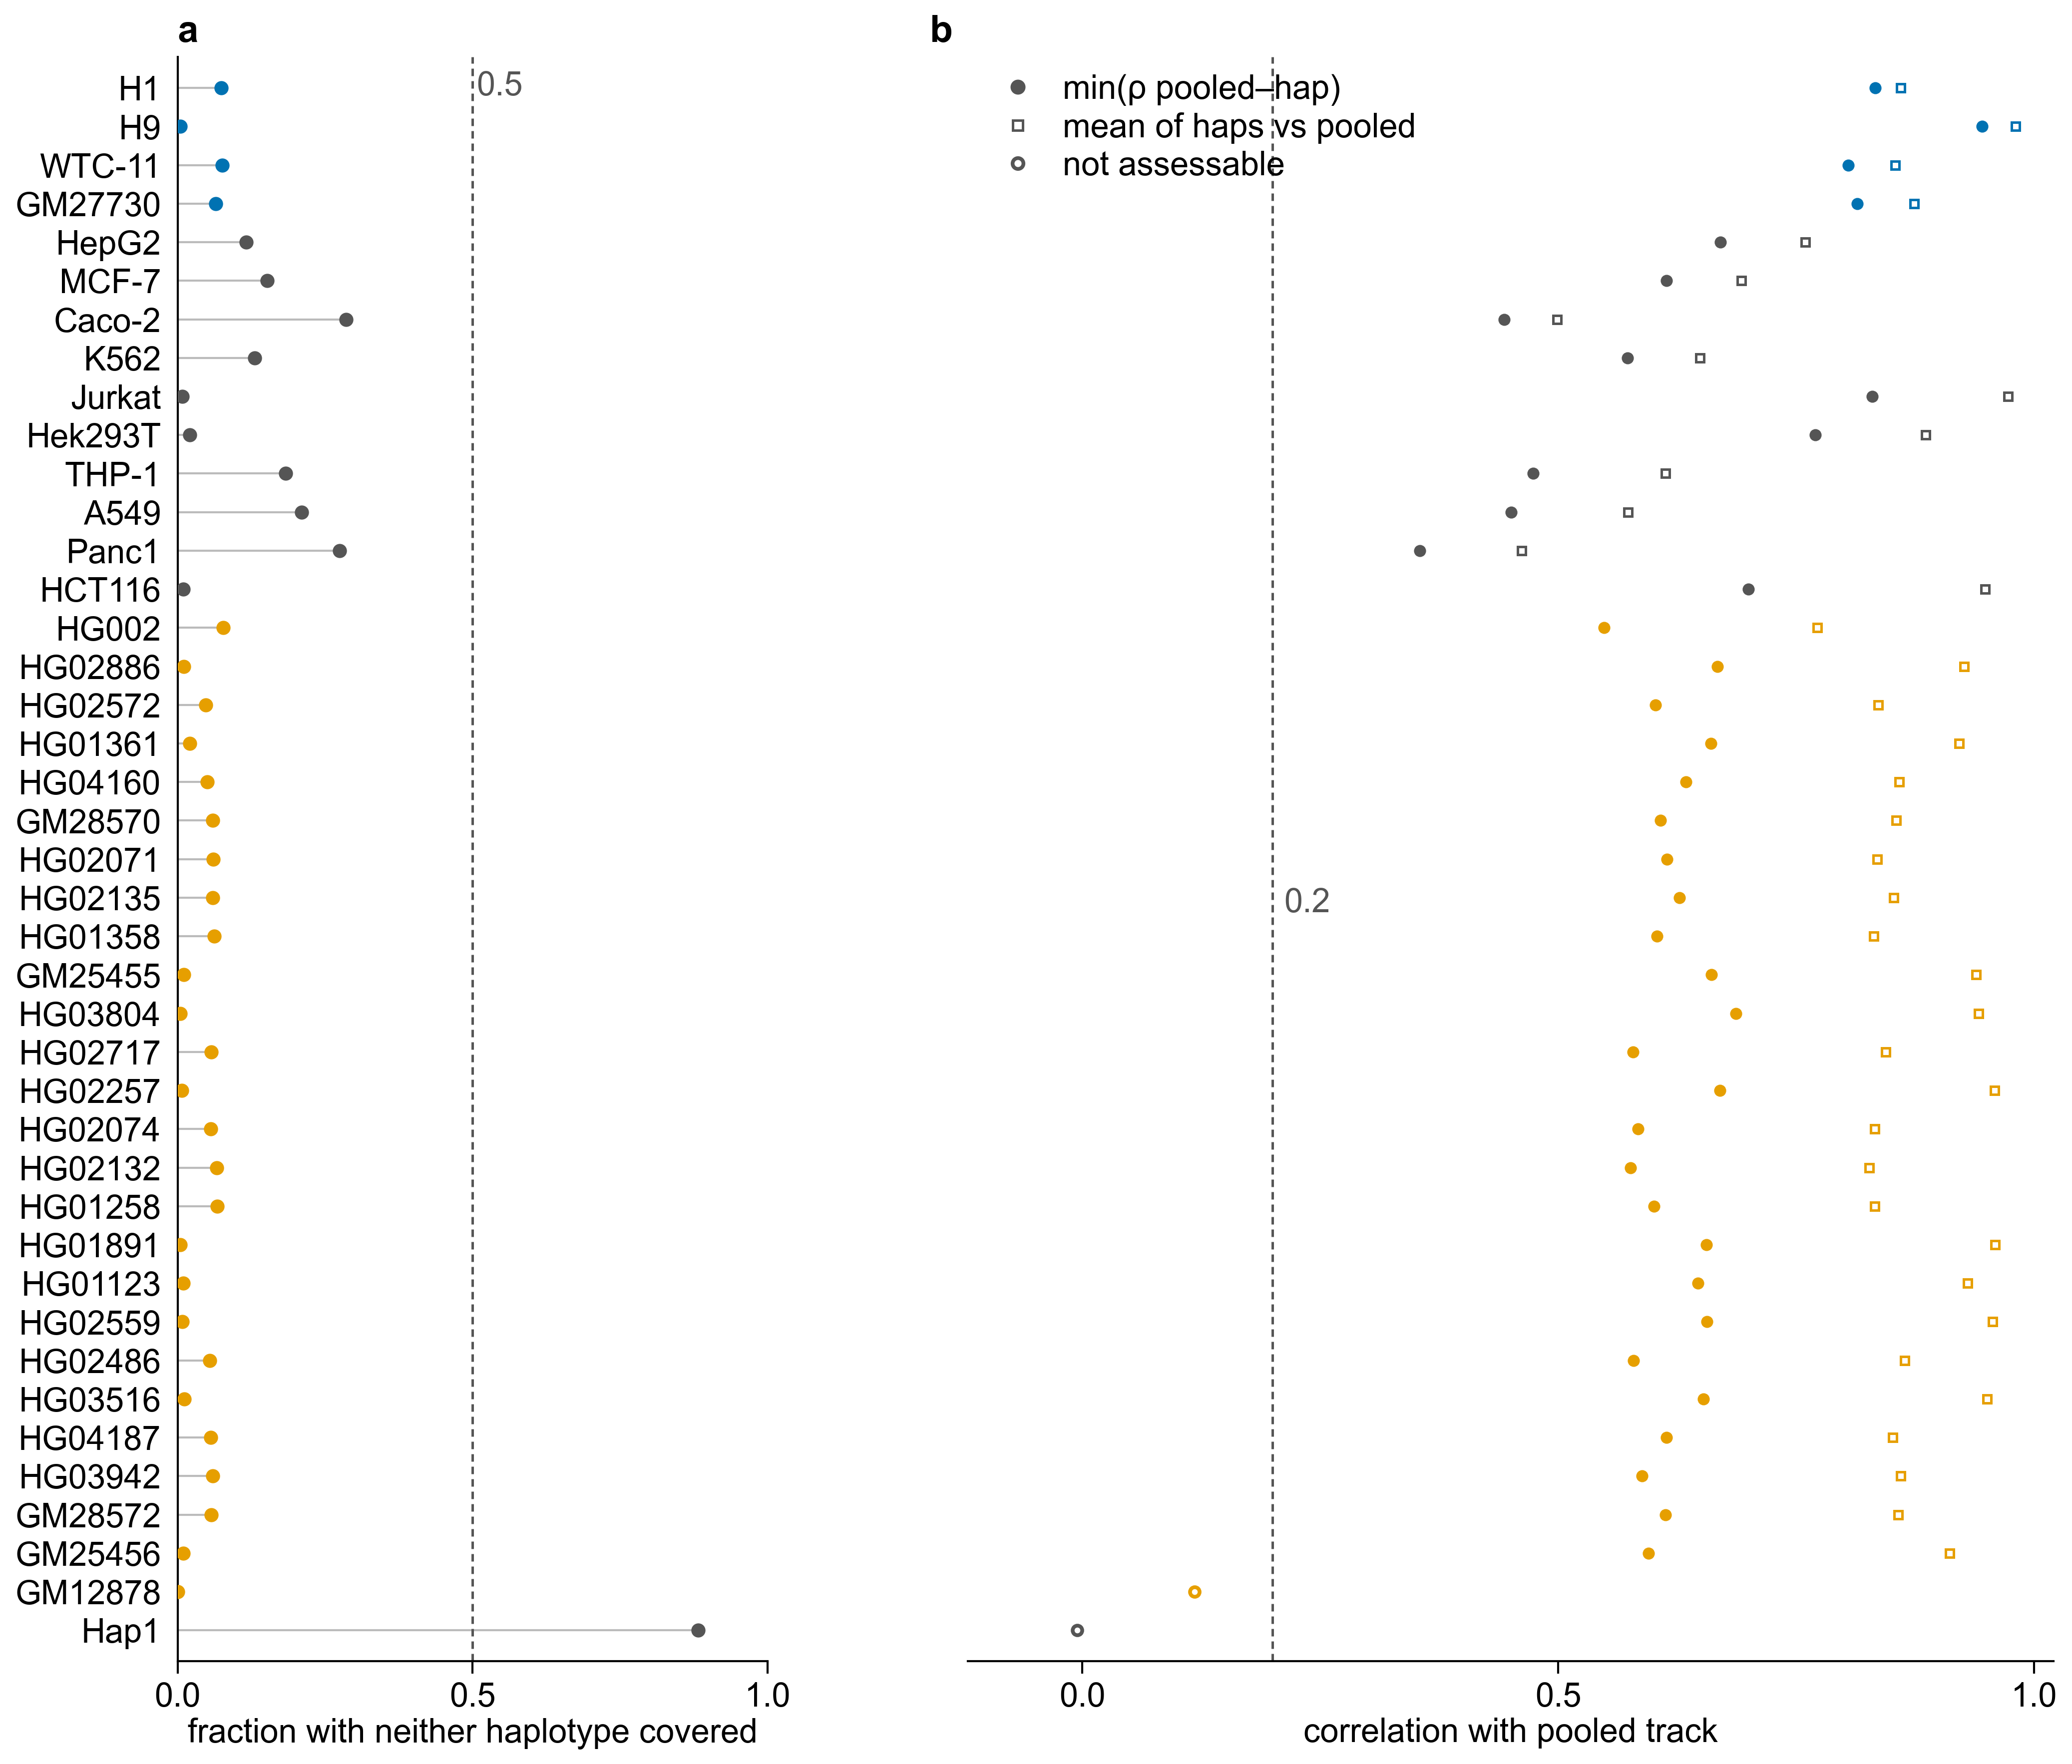 a
b
H1
H9
WTC-11
GM27730
HepG2
MCF-7
Caco-2
K562
Jurkat
Hek293T
THP-1
A549
Panc1
HCT116
HG002
HG02886
HG02572
HG01361
HG04160
GM28570
HG02071
HG02135
HG01358
GM25455
HG03804
HG02717
HG02257
HG02074
HG02132
HG01258
HG01891
HG01123
HG02559
HG02486
HG03516
HG04187
HG03942
GM28572
GM25456
GM12878
Hap1
0.5
0.0 0.5 1.0
fraction with neither haplotype covered
min(ρ pooled–hap)
mean of haps vs pooled
not assessable
0.2
0.0 0.5 1.0
correlation with pooled track